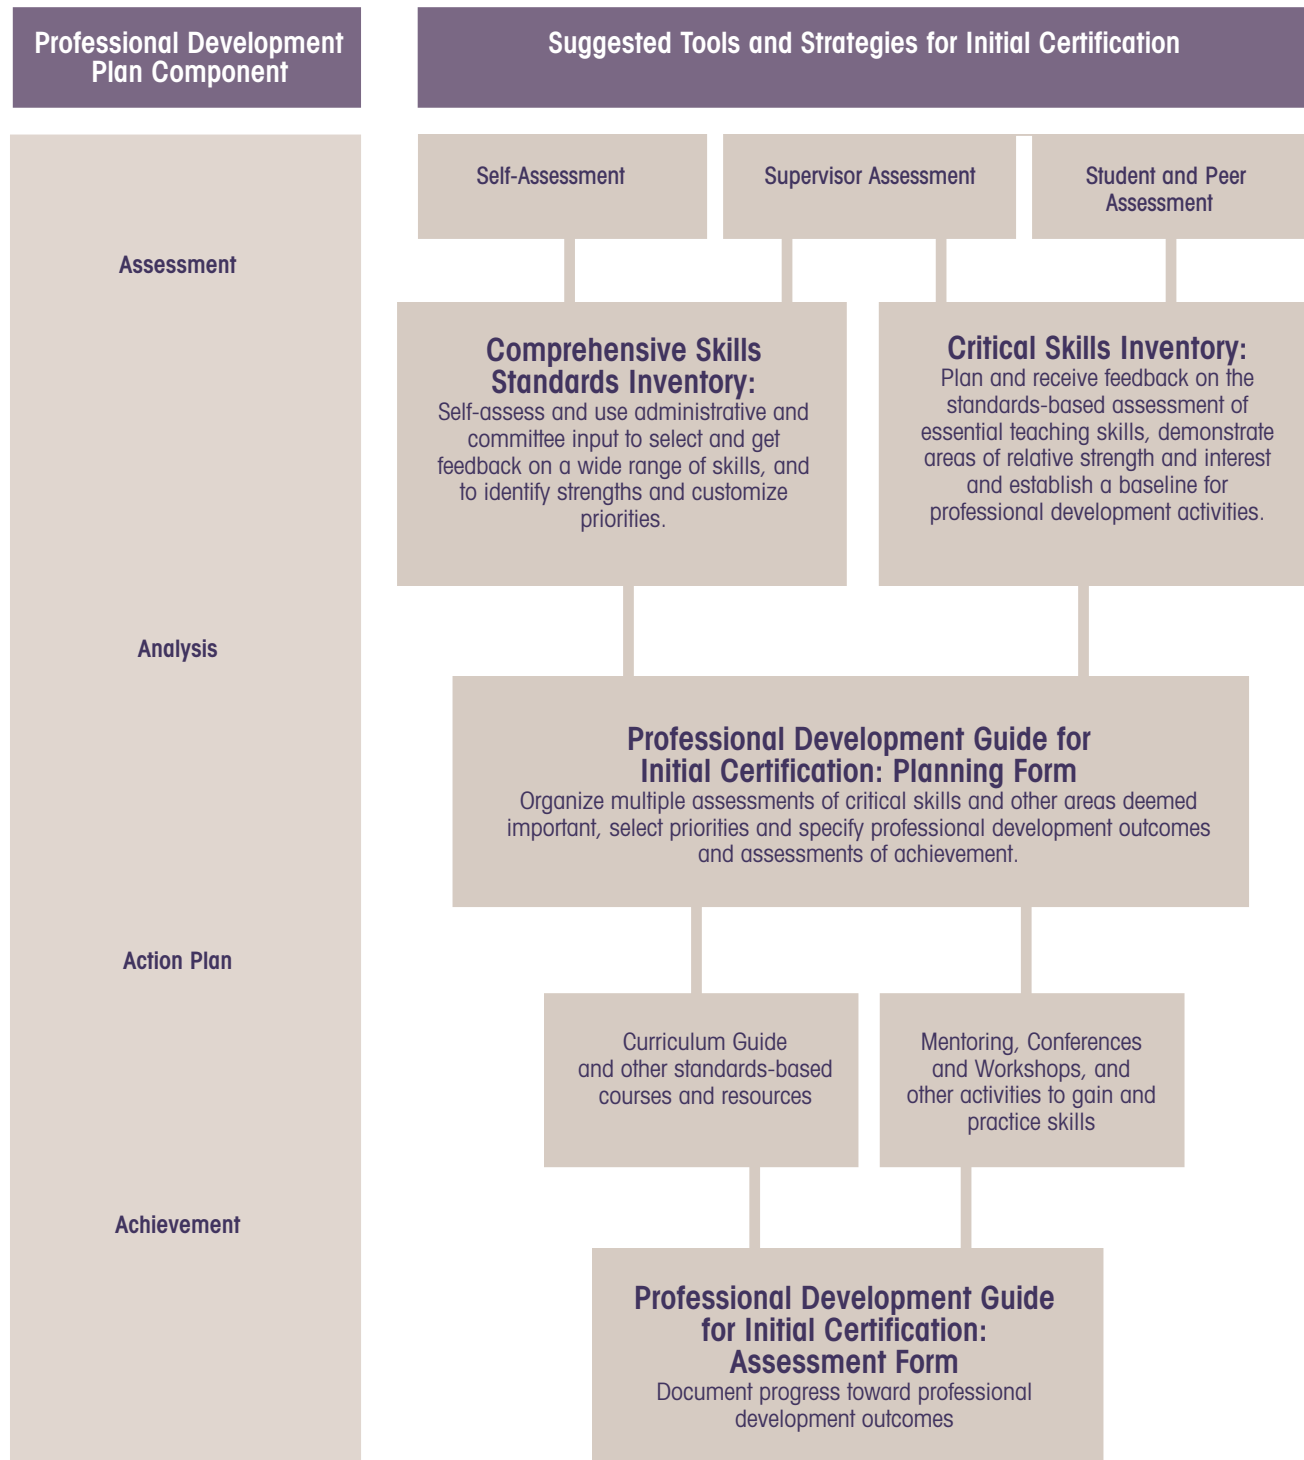 Professional Development
Plan Component
Suggested Tools and Strategies for Initial Certification
Assessment
Self-Assessment
Supervisor Assessment
Student and Peer
Assessment
Comprehensive Skills
Standards Inventory:
Self-assess and use administrative and
committee input to select and get
feedback on a wide range of skills, and
to identify strengths and customize
priorities.
Critical Skills Inventory:
Plan and receive feedback on the
standards-based assessment of
essential teaching skills, demonstrate
areas of relative strength and interest
and establish a baseline for
professional development activities.
Analysis
Professional Development Guide for
Initial Certification: Planning Form
Organize multiple assessments of critical skills and other areas deemed
important, select priorities and specify professional development outcomes
and assessments of achievement.
Action Plan
Curriculum Guide
and other standards-based
courses and resources
Mentoring, Conferences
and Workshops, and
other activities to gain and
practice skills
Achievement
Professional Development Guide
for Initial Certification:
Assessment Form
Document progress toward professional
development outcomes